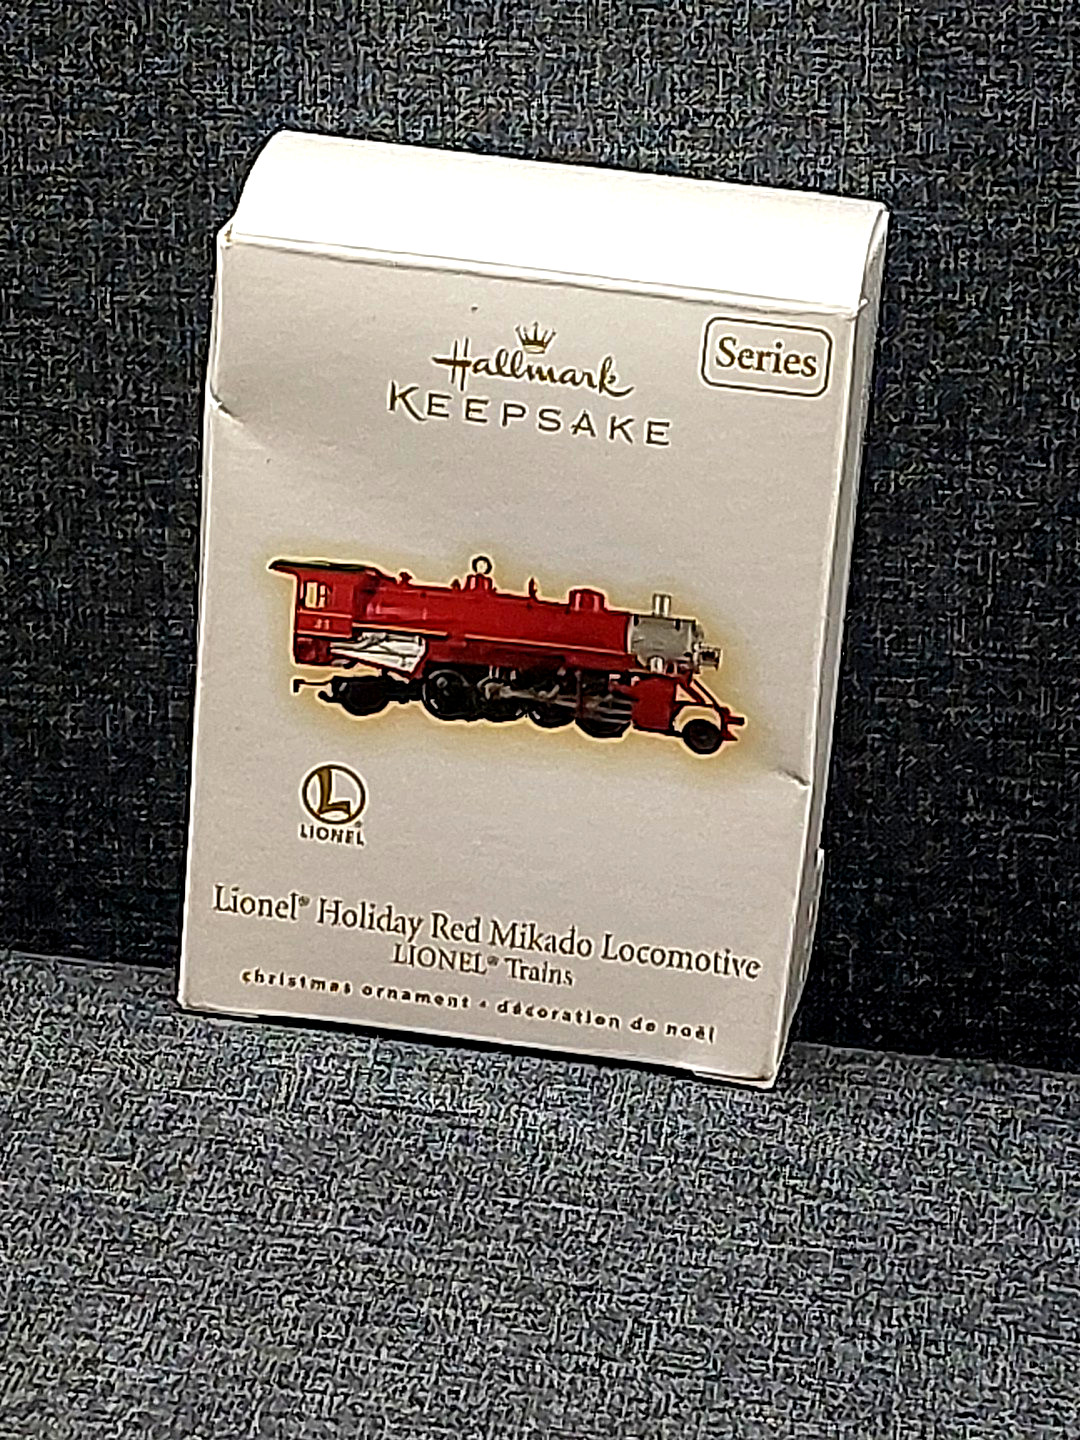 Series
Hallmark
KEEPSAKE
L
LIONEL
Lionel® Holiday Red Mikado Locomotive
LIONEL® Trains
christmas ornament • décoration de noël